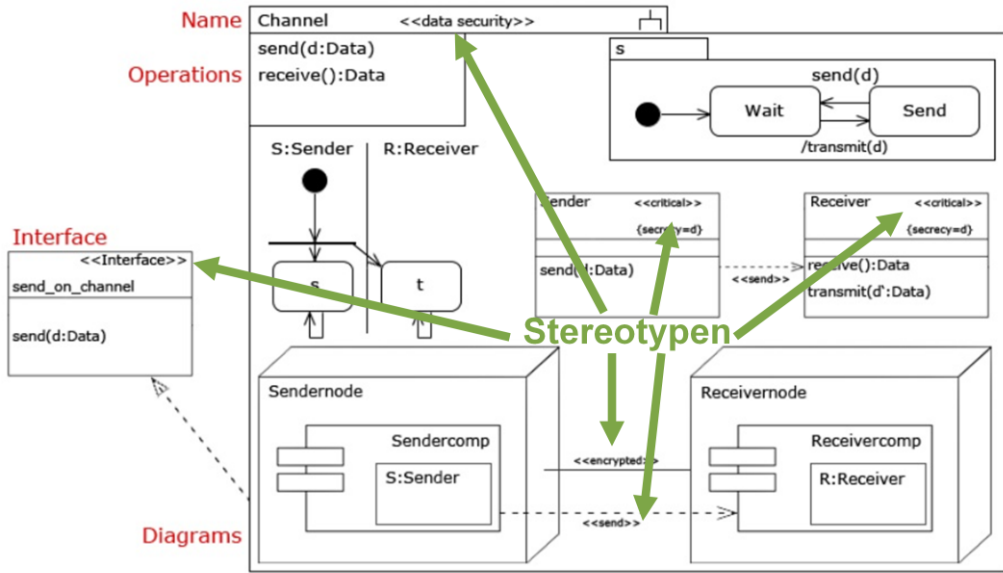 Name
Channel
<<data security>>
Operations
send(d:Data)
receive():Data
s
send(d)
Wait
Send
/transmit(d)
S:Sender
R:Receiver
s
t
Sender
<<critical>>
{secrecy=d}
send(d:Data)
<<send>>
Receiver
<<critical>>
{secrecy=d}
receive():Data
transmit(d`:Data)
Interface
<<Interface>>
send_on_channel
send(d:Data)
Stereotypen
Sendernode
Sendercomp
S:Sender
<<encrypted>>
<<send>>
Receivernode
Receivercomp
R:Receiver
Diagrams